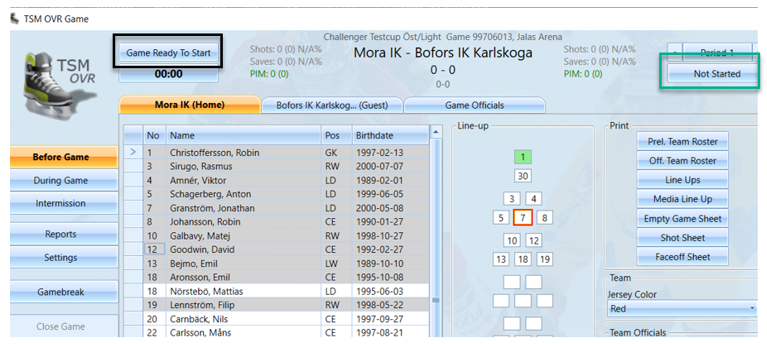 TSM OVR Game
Challenger Testcup Öst/Light Game 99706013, Jalas Arena
Game Ready To Start
00:00
Shots: 0 (0) N/A%
Saves: 0 (0) N/A%
PIM: 0 (0)
Mora IK - Bofors IK Karlskoga
0 - 0
0-0
Shots: 0 (0) N/A%
Saves: 0 (0) N/A%
PIM: 0 (0)
- Period 1
Not Started
TSM
OVR
Mora IK (Home) Bofors IK Karlskog... (Guest) Game Officials
Before Game
During Game
Intermission
Reports
Settings
Gamebreak
Close Game
No Name Pos Birthdate
> 1 Christoffersson, Robin GK 1997-02-13
3 Sirugo, Rasmus RW 2000-07-07
4 Amnér, Viktor LD 1989-02-01
5 Schagerberg, Anton LD 1999-06-05
7 Granström, Jonathan LD 2000-05-08
8 Johansson, Robin CE 1990-01-27
10 Galbavy, Matej RW 1998-10-27
12 Goodwin, David CE 1992-02-27
13 Bejmo, Emil LW 1989-10-10
18 Aronsson, Emil CE 1995-10-08
18 Nörstebö, Mattias LD 1995-06-03
19 Lennström, Filip RW 1998-05-22
20 Carnbäck, Nils CE 1997-09-27
22 Carlsson, Måns CE 1997-08-21
Line-up
1
30
3 4
5 7 8
10 12
13 18 19
Print
Prel. Team Roster
Off. Team Roster
Line Ups
Media Line Up
Empty Game Sheet
Shot Sheet
Faceoff Sheet
Team
Jersey Color
Red
Team Officials